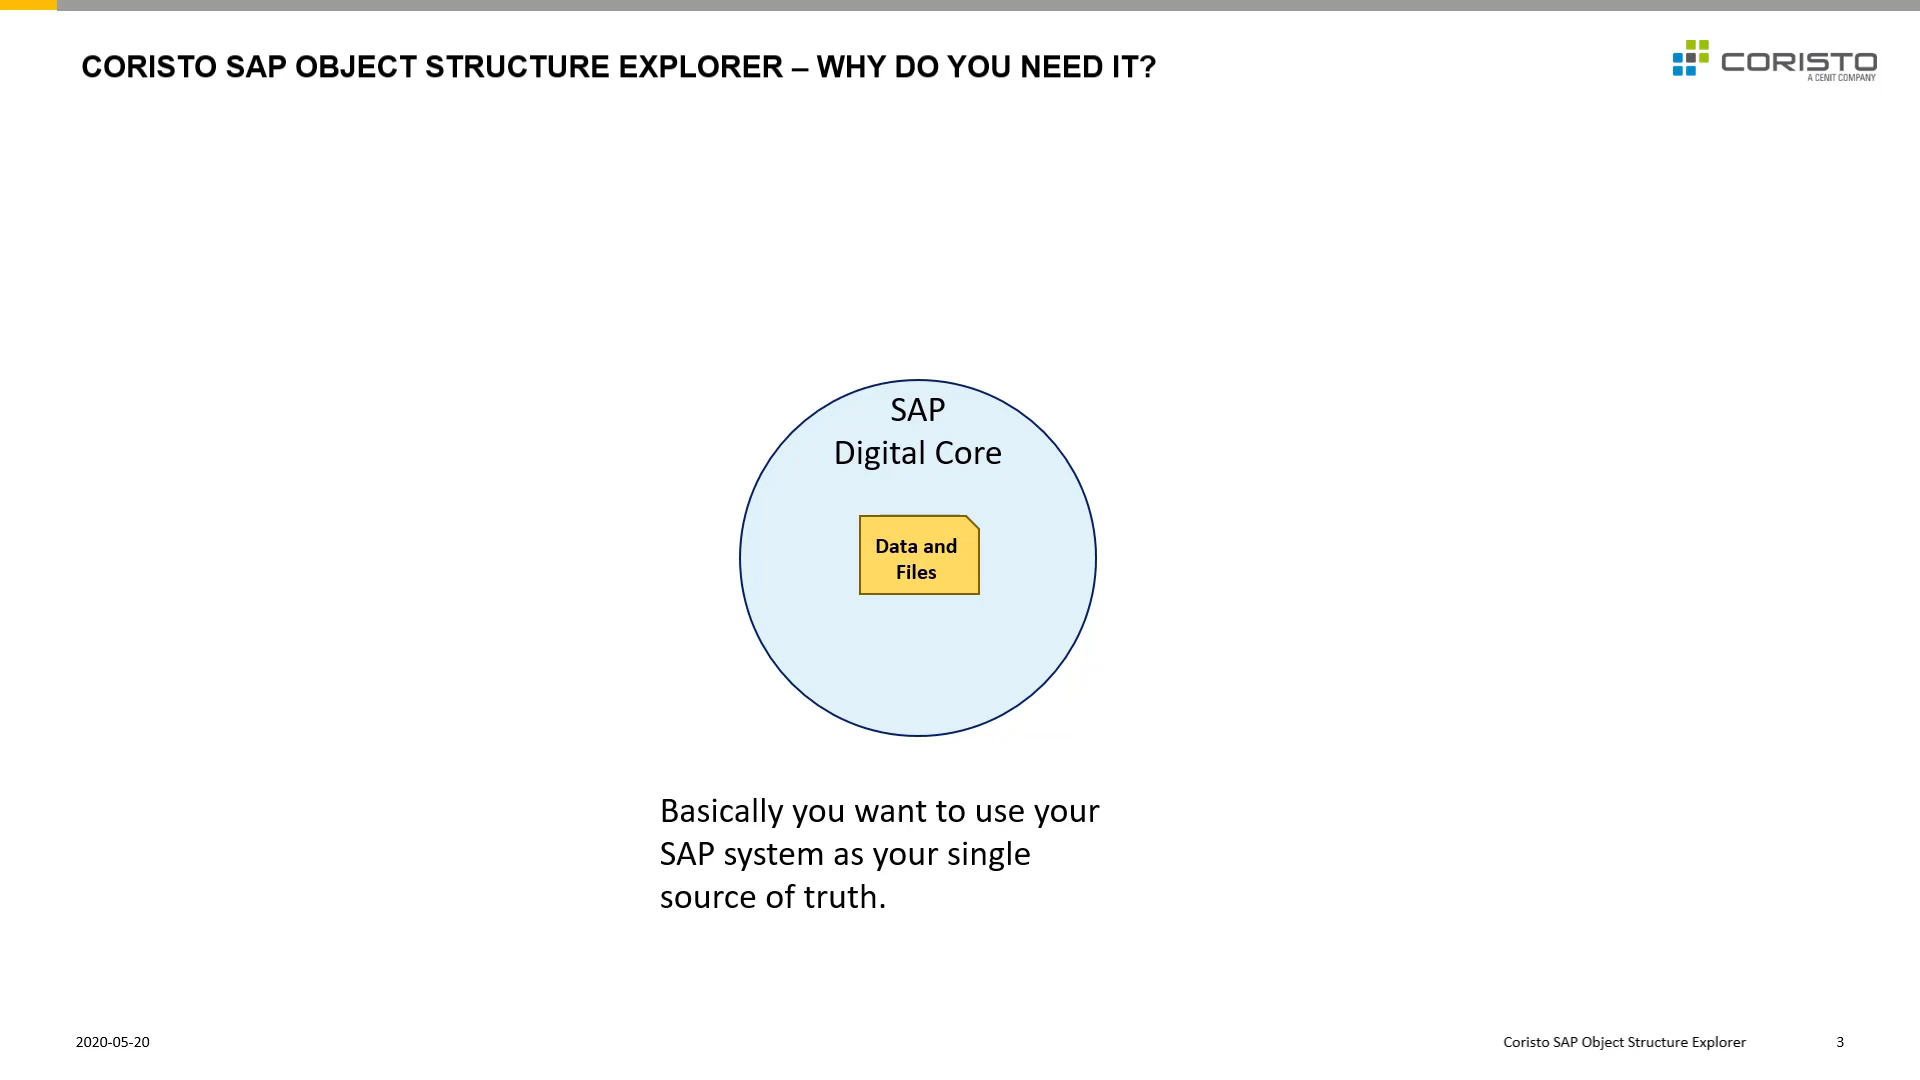 CORISTO SAP OBJECT STRUCTURE EXPLORER – WHY DO YOU NEED IT?
CORISTO
A CENIT COMPANY
SAP
Digital Core
Data and
Files
Basically you want to use your
SAP system as your single
source of truth.
2020-05-20
Coristo SAP Object Structure Explorer
3